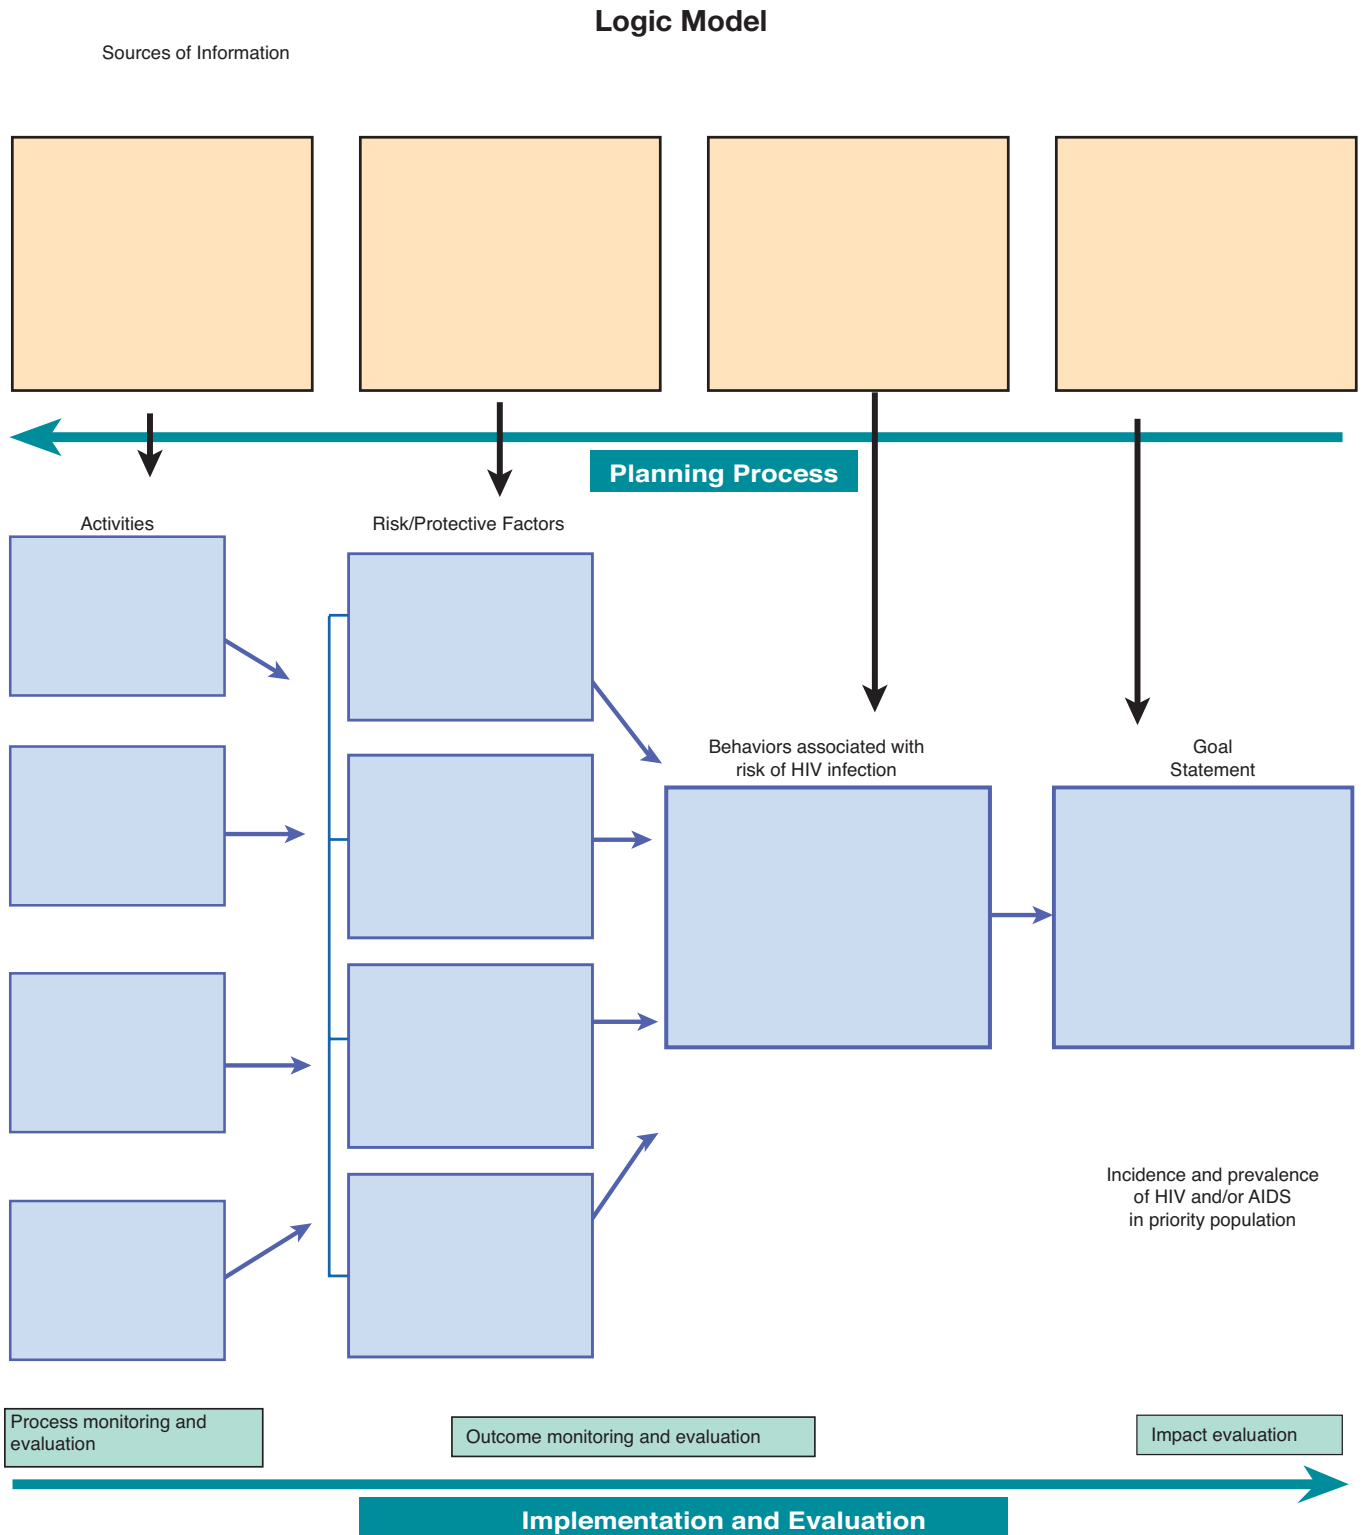 Logic Model
Sources of Information
Planning Process
Activities
Risk/Protective Factors
Behaviors associated with
risk of HIV infection
Goal
Statement
Incidence and prevalence
of HIV and/or AIDS
in priority population
Process monitoring and
evaluation
Outcome monitoring and evaluation
Impact evaluation
Implementation and Evaluation